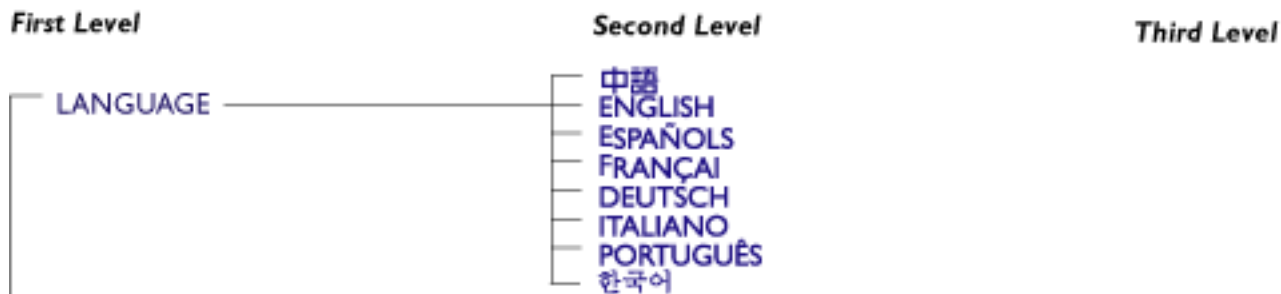 First Level
Second Level
Third Level
LANGUAGE
中語
ENGLISH
ESPAÑOLS
FRANÇAI
DEUTSCH
ITALIANO
PORTUGUÊS
한국어